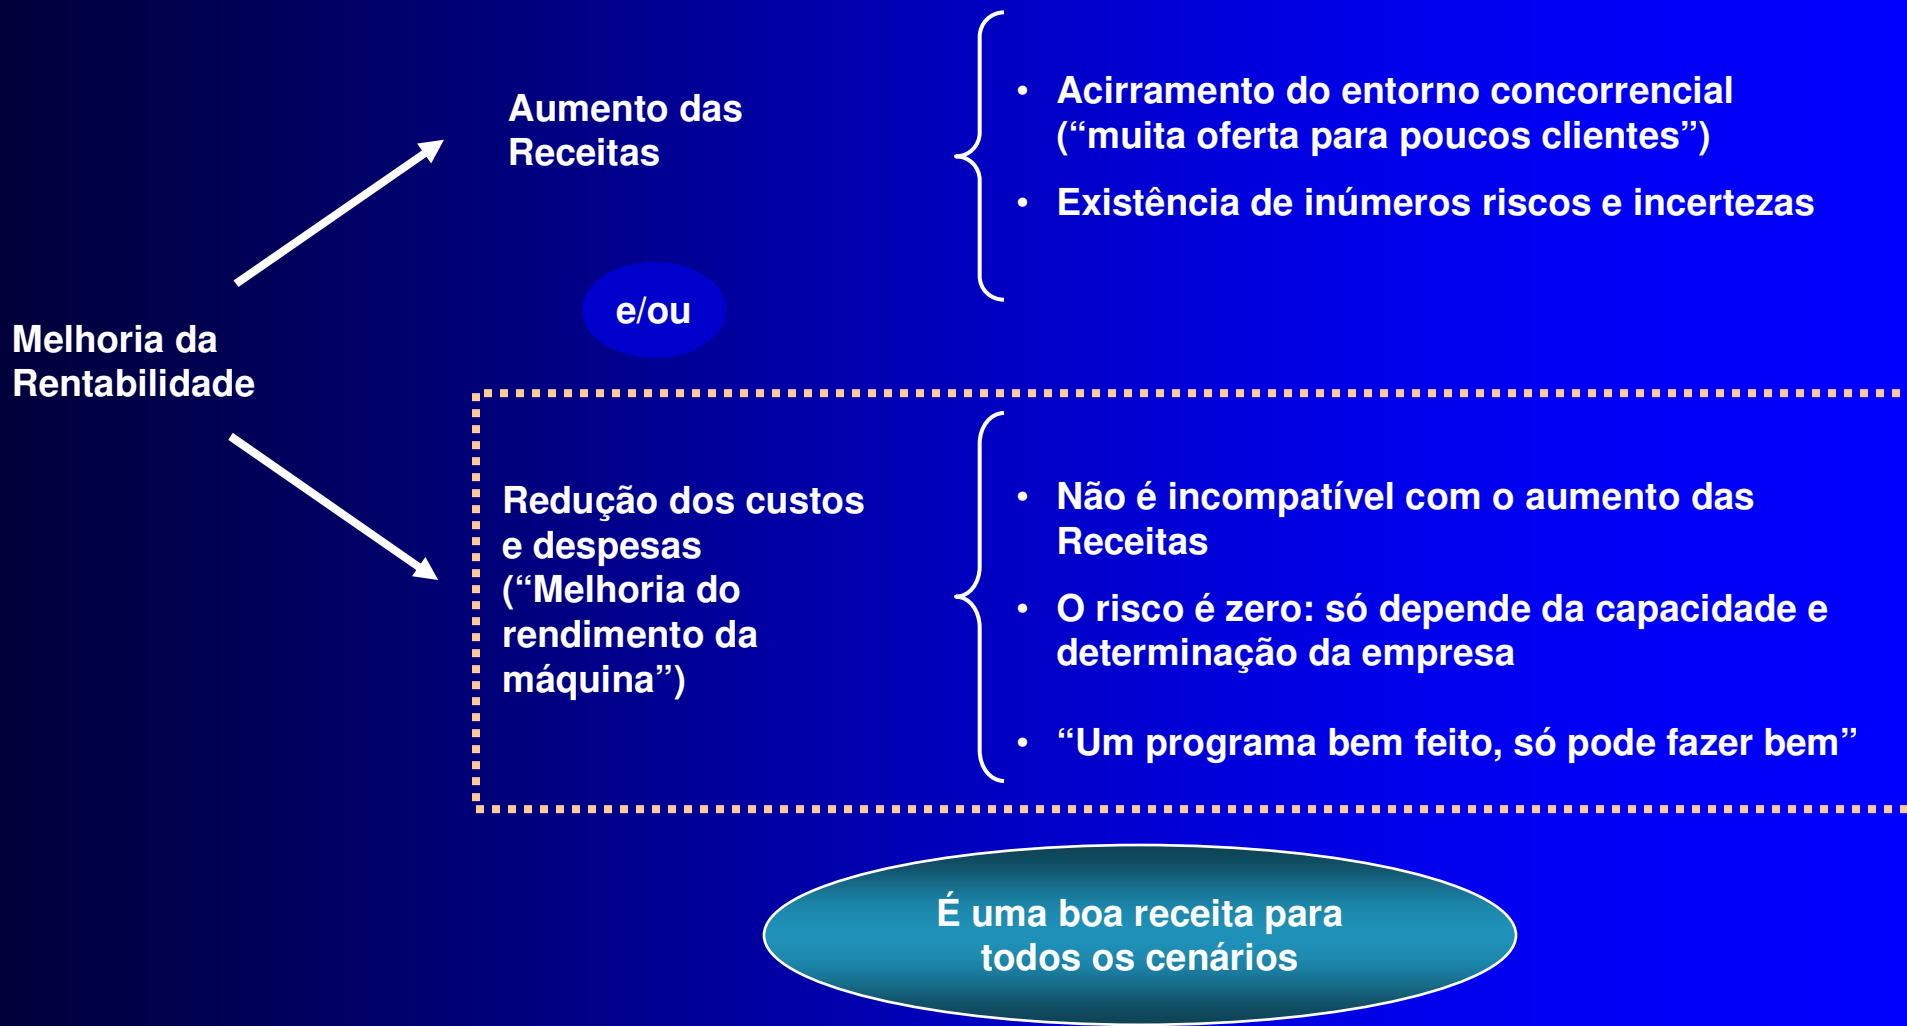 Melhoria da
Rentabilidade
Aumento das
Receitas
• Acirramento do entorno concorrencial
(“muita oferta para poucos clientes”)
• Existência de inúmeros riscos e incertezas
e/ou
Redução dos custos
e despesas
(“Melhoria do
rendimento da
máquina”)
• Não é incompatível com o aumento das
Receitas
• O risco é zero: só depende da capacidade e
determinação da empresa
• “Um programa bem feito, só pode fazer bem”
É uma boa receita para
todos os cenários